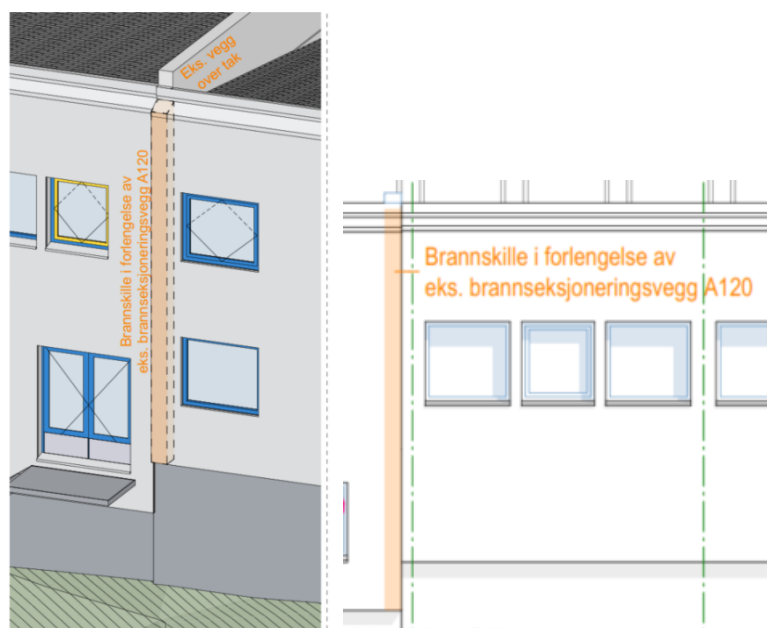 Eks. vegg
over tak
Brannskille i forlengelse av
eks. brannseksjoneringsvegg A120
Brannskille i forlengelse av
eks. brannseksjoneringsvegg A120